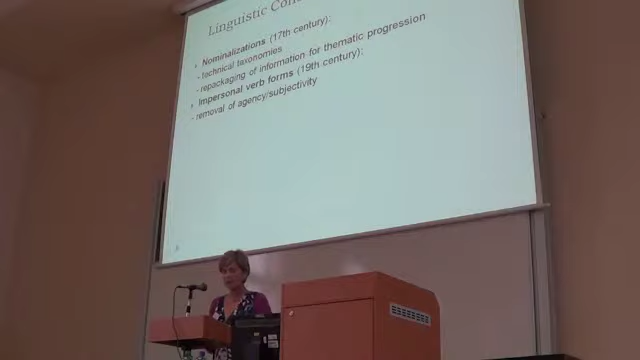 Linguistic
• Nominalizations (17th century):
- technical taxonomies
- repackaging of information for thematic progression
• Impersonal verb forms (19th century):
- removal of agency/subjectivity